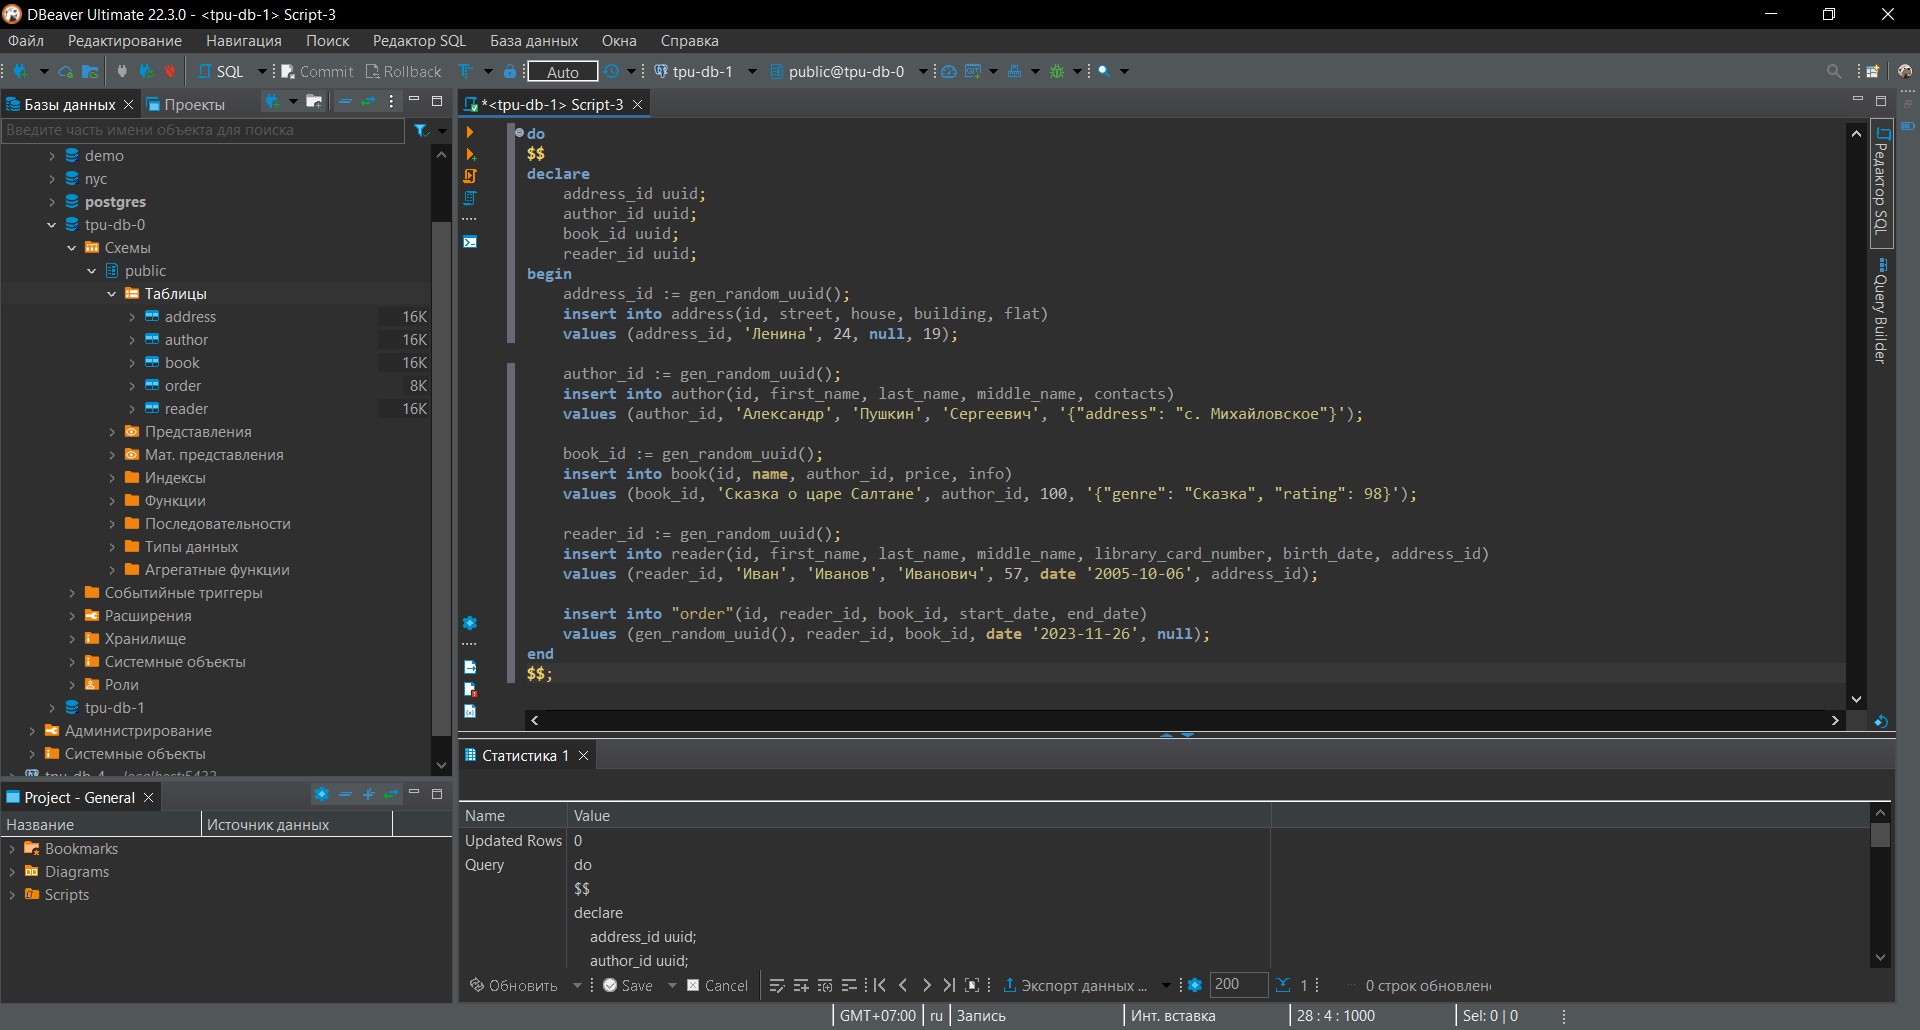 DBeaver Ultimate 22.3.0 - <tpu-db-1> Script-3
Файл Редактирование Навигация Поиск Редактор SQL База данных Окна Справка
SQL Commit Rollback Auto tpu-db-1 public@tpu-db-0
Базы данных Проекты
Введите часть имени объекта для поиска
demo
nyc
postgres
tpu-db-0
Схемы
public
Таблицы
address 16K
author 16K
book 16K
order 8K
reader 16K
Представления
Мат. представления
Индексы
Функции
Последовательности
Типы данных
Агрегатные функции
Событийные триггеры
Расширения
Хранилище
Системные объекты
Роли
tpu-db-1
Администрирование
Системные объекты
Project - General
Название Источник данных
Bookmarks
Diagrams
Scripts
*<tpu-db-1> Script-3
do
$$
declare
address_id uuid;
author_id uuid;
book_id uuid;
reader_id uuid;
begin
address_id := gen_random_uuid();
insert into address(id, street, house, building, flat)
values (address_id, 'Ленина', 24, null, 19);
author_id := gen_random_uuid();
insert into author(id, first_name, last_name, middle_name, contacts)
values (author_id, 'Александр', 'Пушкин', 'Сергеевич', '{"address": "с. Михайловское"}');
book_id := gen_random_uuid();
insert into book(id, name, author_id, price, info)
values (book_id, 'Сказка о царе Салтане', author_id, 100, '{"genre": "Сказка", "rating": 98}');
reader_id := gen_random_uuid();
insert into reader(id, first_name, last_name, middle_name, library_card_number, birth_date, address_id)
values (reader_id, 'Иван', 'Иванов', 'Иванович', 57, date '2005-10-06', address_id);
insert into "order"(id, reader_id, book_id, start_date, end_date)
values (gen_random_uuid(), reader_id, book_id, date '2023-11-26', null);
end
$$;
Редактор SQL
Query Builder
Статистика 1
Name Value
Updated Rows 0
Query do
$$
declare
address_id uuid;
author_id uuid;
Обновить Save Cancel Экспорт данных ... 200 1 0 строк обновлен
GMT+07:00 ru Запись Инт. вставка 28 : 4 : 1000 Sel: 0 | 0